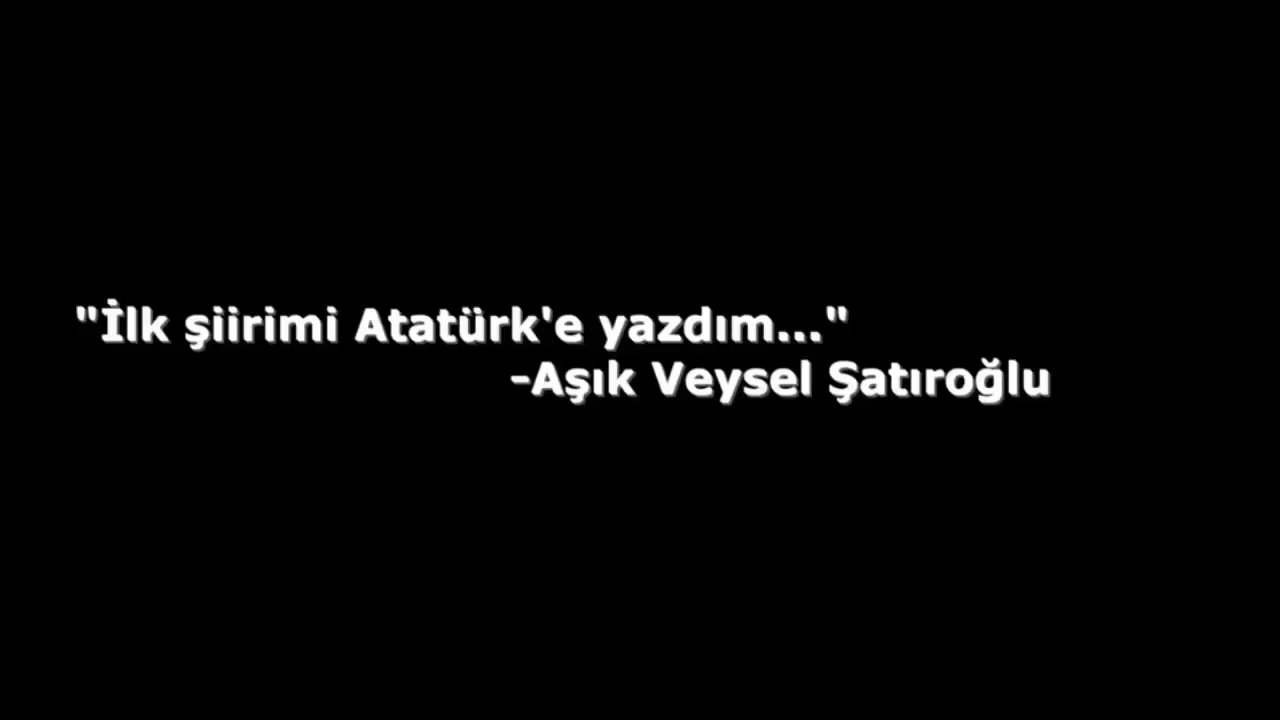 "İlk şiirimi Atatürk'e yazdım..."
-Aşık Veysel Şatıroğlu